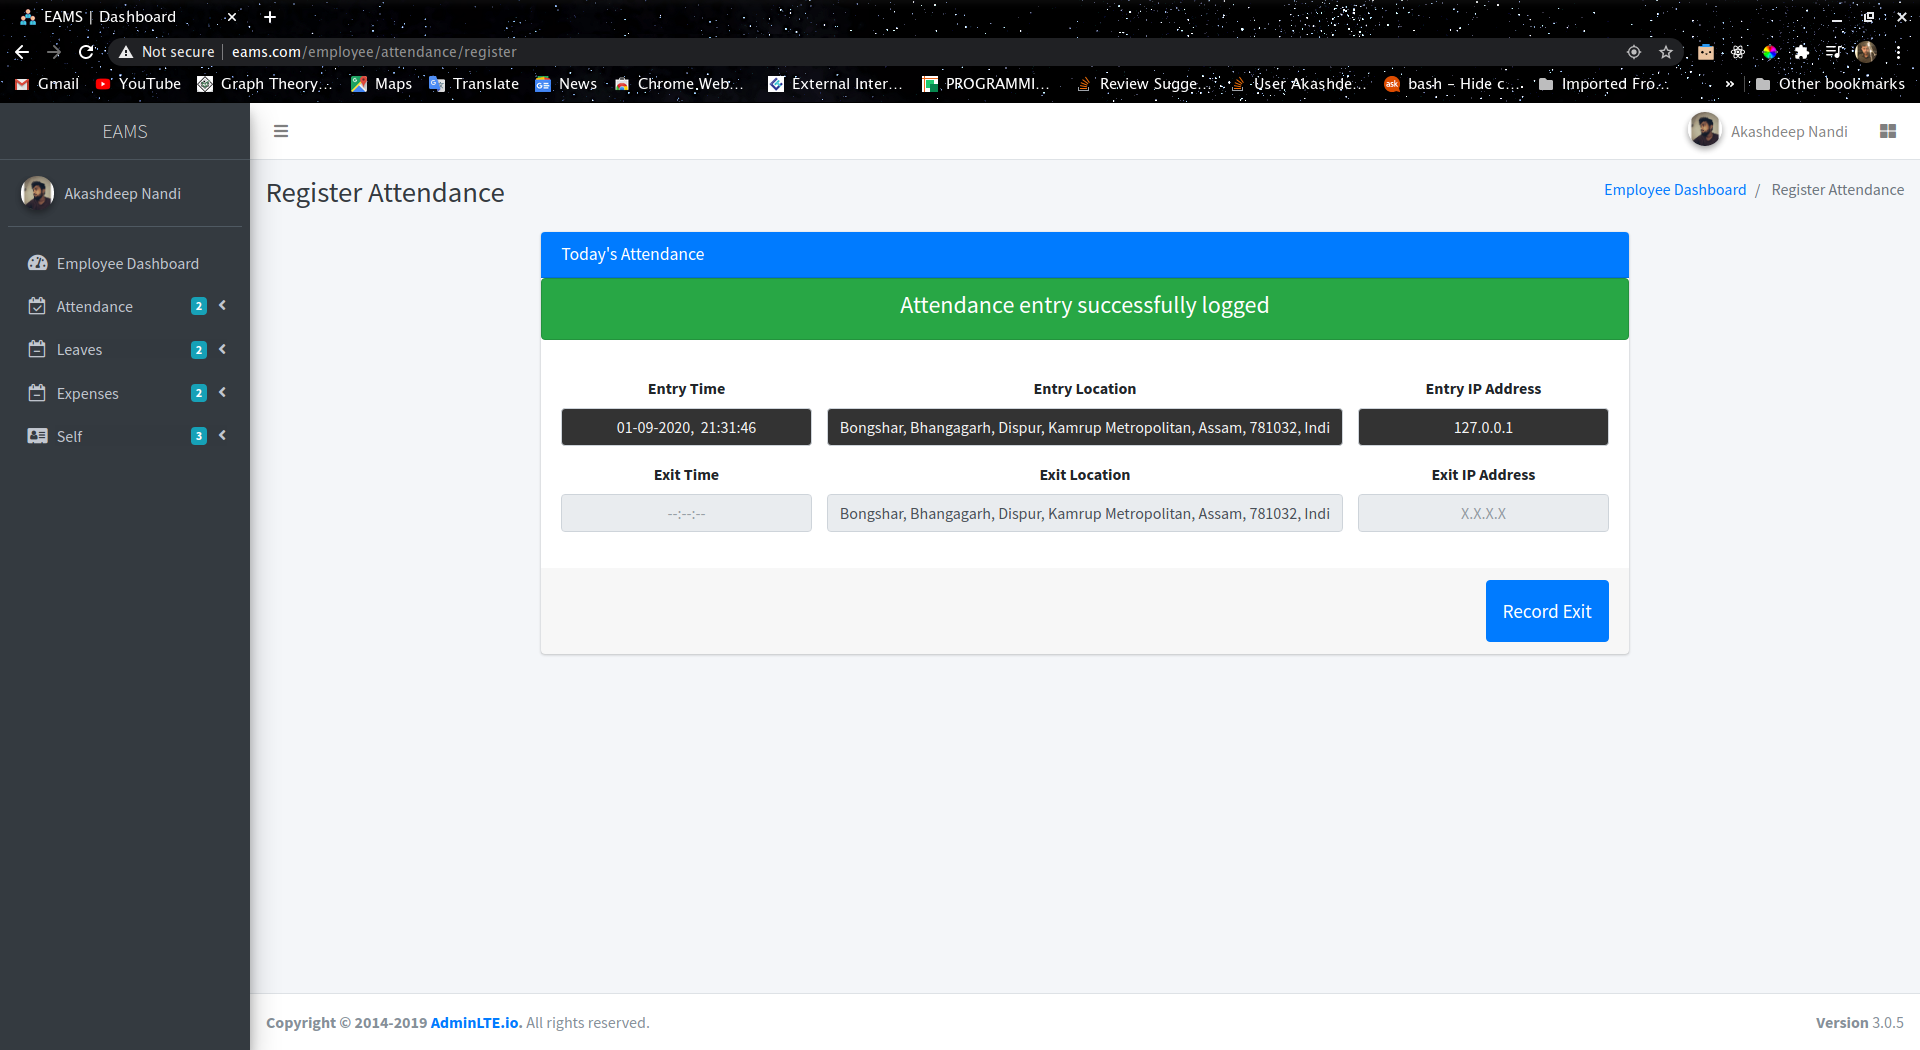 EAMS | Dashboard
Not secure | eams.com/employee/attendance/register
Gmail YouTube Graph Theory... Maps Translate News Chrome Web... External Inter... PROGRAMMI... Review Sugge... User Akashde... ask bash - Hide c... Imported Fro... » Other bookmarks
EAMS
Akashdeep Nandi
Akashdeep Nandi
Register Attendance
Employee Dashboard / Register Attendance
Employee Dashboard
Attendance 2
Leaves 2
Expenses 2
Self 3
Today's Attendance
Attendance entry successfully logged
Entry Time Entry Location Entry IP Address
01-09-2020, 21:31:46 Bongshar, Bhangagarh, Dispur, Kamrup Metropolitan, Assam, 781032, Indi 127.0.0.1
Exit Time Exit Location Exit IP Address
--:--:-- Bongshar, Bhangagarh, Dispur, Kamrup Metropolitan, Assam, 781032, Indi X.X.X.X
Record Exit
Copyright © 2014-2019 AdminLTE.io. All rights reserved.
Version 3.0.5